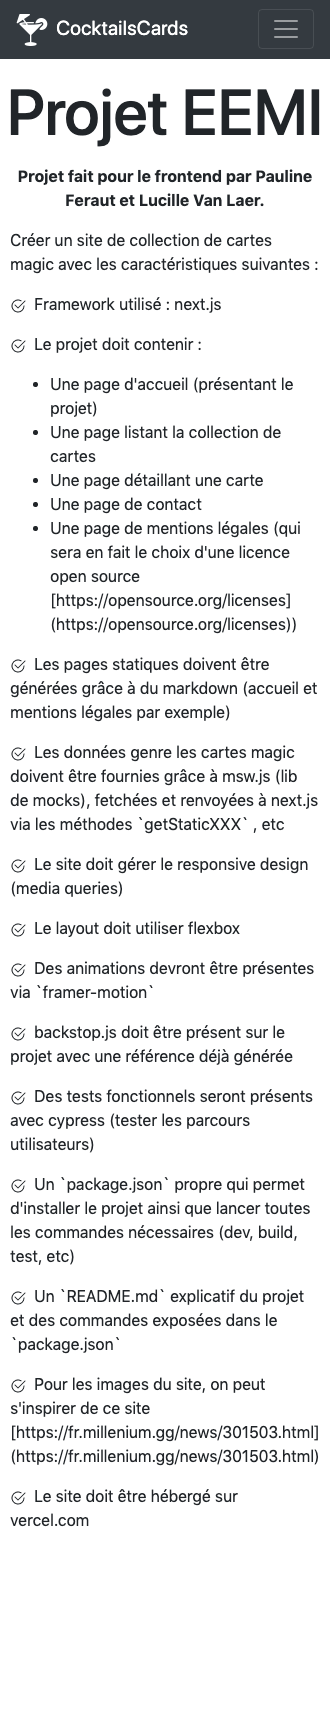 CocktailsCards
Projet EEMI
Projet fait pour le frontend par Pauline
Feraut et Lucille Van Laer.
Créer un site de collection de cartes
magic avec les caractéristiques suivantes :
Framework utilisé : next.js
Le projet doit contenir :
• Une page d'accueil (présentant le
projet)
• Une page listant la collection de
cartes
• Une page détaillant une carte
• Une page de contact
• Une page de mentions légales (qui
sera en fait le choix d'une licence
open source
[https://opensource.org/licenses]
(https://opensource.org/licenses))
Les pages statiques doivent être
générées grâce à du markdown (accueil et
mentions légales par exemple)
Les données genre les cartes magic
doivent être fournies grâce à msw.js (lib
de mocks), fetchées et renvoyées à next.js
via les méthodes `getStaticXXX` , etc
Le site doit gérer le responsive design
(media queries)
Le layout doit utiliser flexbox
Des animations devront être présentes
via `framer-motion`
backstop.js doit être présent sur le
projet avec une référence déjà générée
Des tests fonctionnels seront présents
avec cypress (tester les parcours
utilisateurs)
Un `package.json` propre qui permet
d'installer le projet ainsi que lancer toutes
les commandes nécessaires (dev, build,
test, etc)
Un `README.md` explicatif du projet
et des commandes exposées dans le
`package.json`
Pour les images du site, on peut
s'inspirer de ce site
[https://fr.millenium.gg/news/301503.html]
(https://fr.millenium.gg/news/301503.html)
Le site doit être hébergé sur
vercel.com